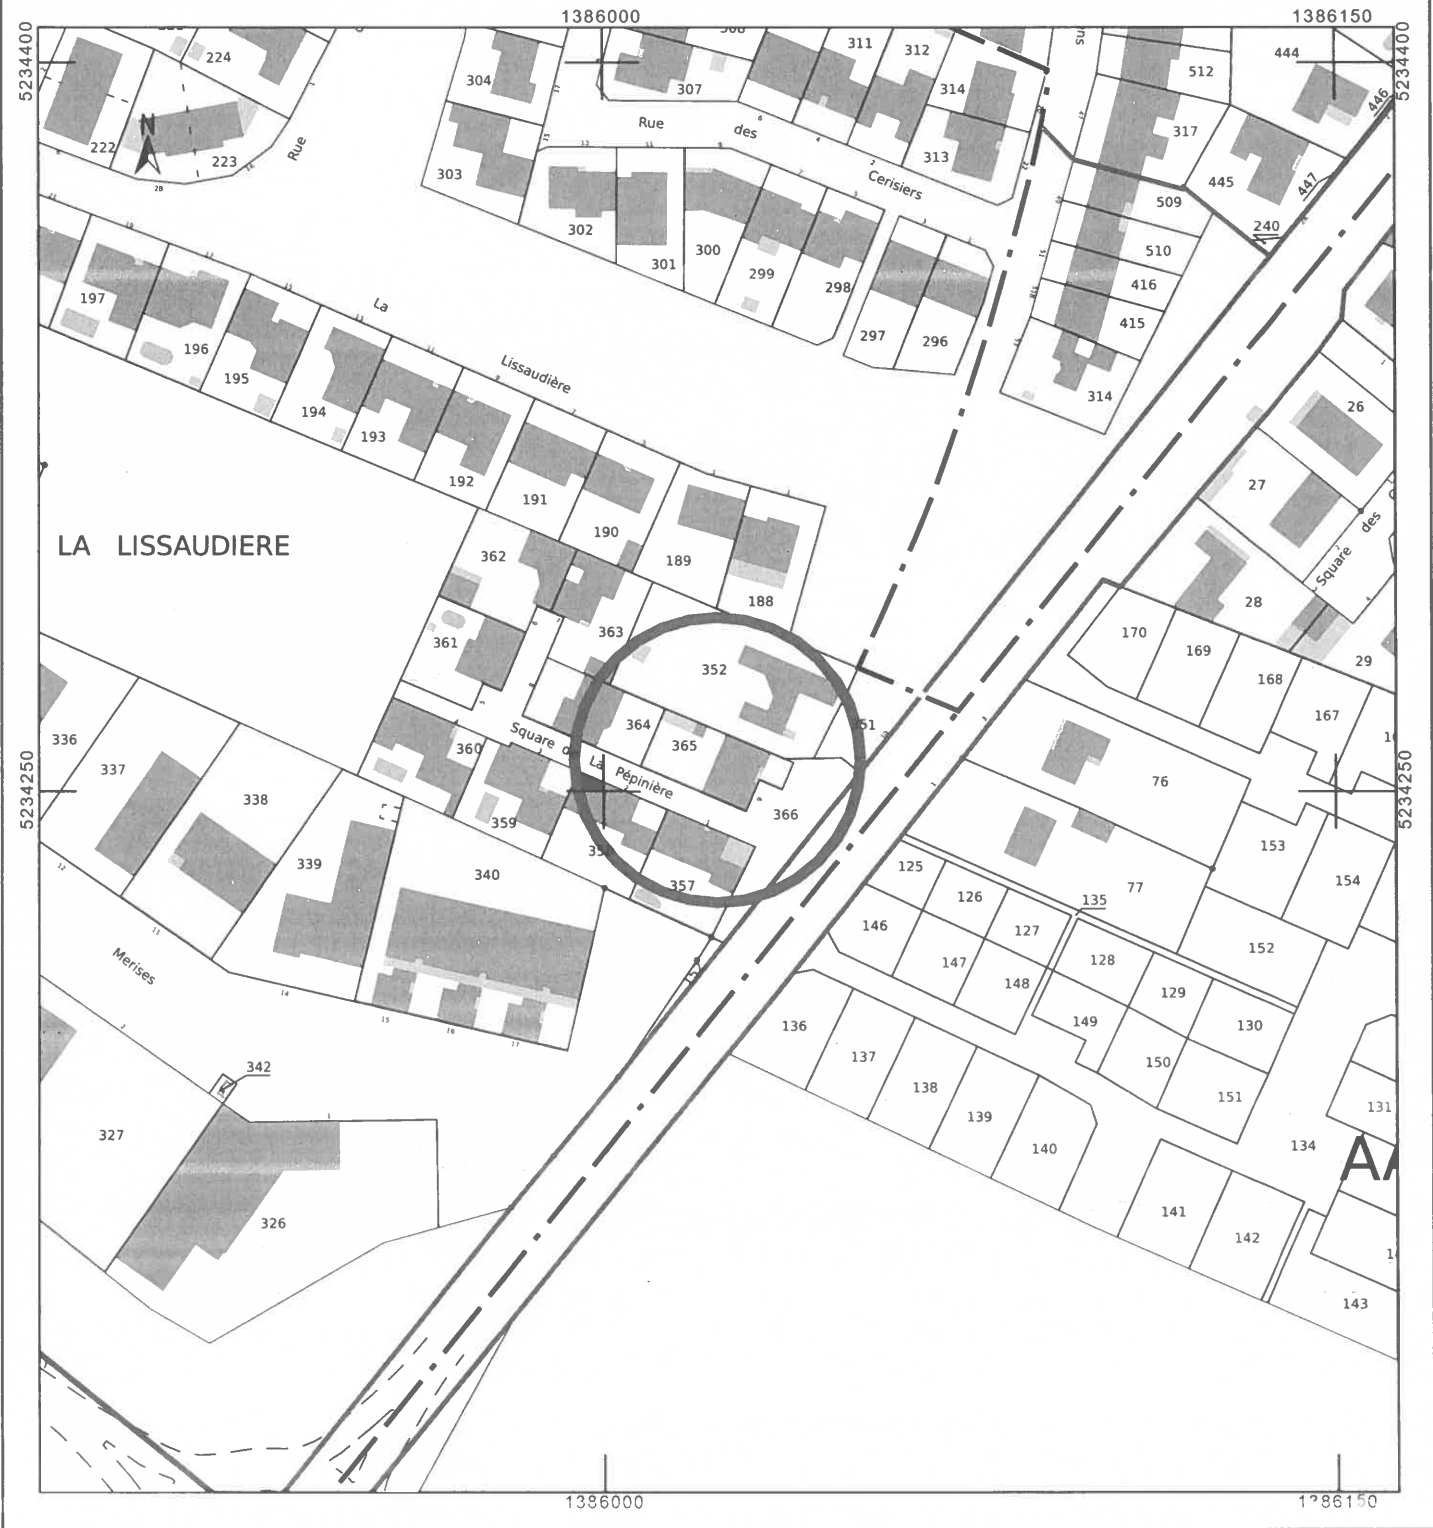 1386000 1386150
5234400 5234400
224 304 307 311 312 314 512 444 446
222 223 N Rue 303 Rue des 313 317 445 447
Cerisiers 509 240
302 301 300 299 298 510 416 415
297 296 314
197 196 195 194 193 192 191 190 189 188
La
Lissaudière
26 27 28 29
Square des
LA LISSAUDIERE
362 361 363 352 351
170 169 168 167
336 337 338 339 340
360 364 365 366
Square
La Pépinière
359 357
5234250 5234250
76 77 153 154 152
125 126 127 135 128 129 130
146 147 148 149 150 151
136 137 138 139 140
131 134
141 142 143
Merises
342
327 326
1386000